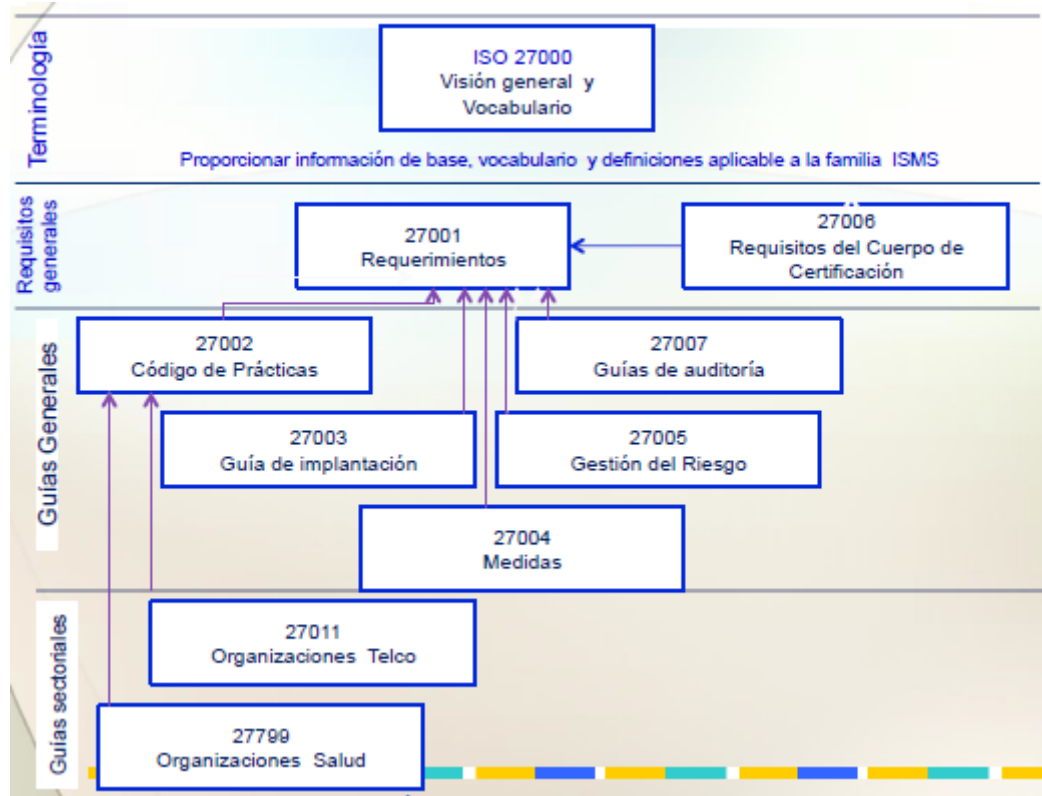 Terminología
ISO 27000
Visión general y
Vocabulario
Proporcionar información de base, vocabulario y definiciones aplicable a la familia ISMS
Requisitos
generales
27001
Requerimientos
27006
Requisitos del Cuerpo de
Certificación
Guías Generales
27002
Código de Prácticas
27007
Guías de auditoría
27003
Guía de implantación
27005
Gestión del Riesgo
27004
Medidas
Guías sectoriales
27011
Organizaciones Telco
27799
Organizaciones Salud